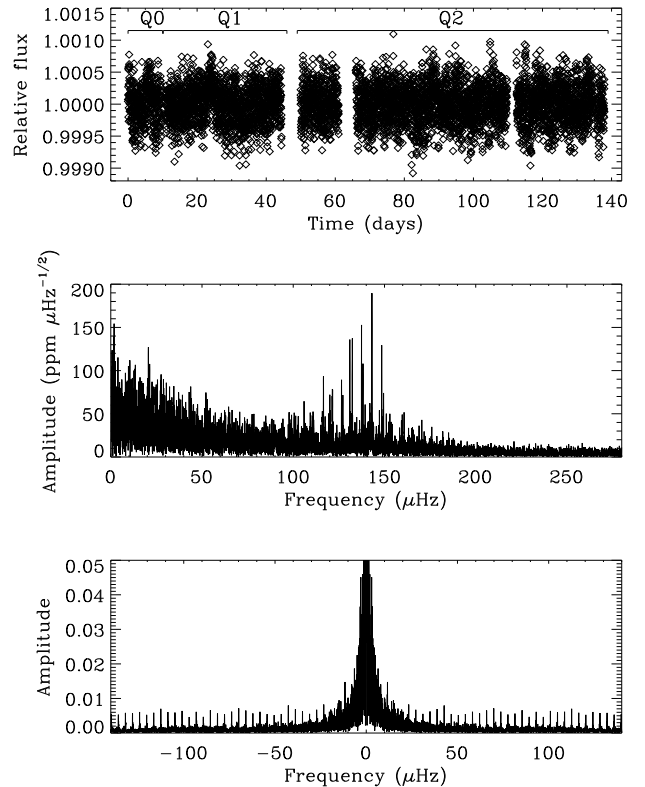 Q0 Q1 Q2
1.0015
1.0010
1.0005
1.0000
0.9995
0.9990
Relative flux
0 20 40 60 80 100 120 140
Time (days)
200
150
100
50
0
Amplitude (ppm μHz^−1/2)
0 50 100 150 200 250
Frequency (μHz)
0.05
0.04
0.03
0.02
0.01
0.00
Amplitude
−100 −50 0 50 100
Frequency (μHz)